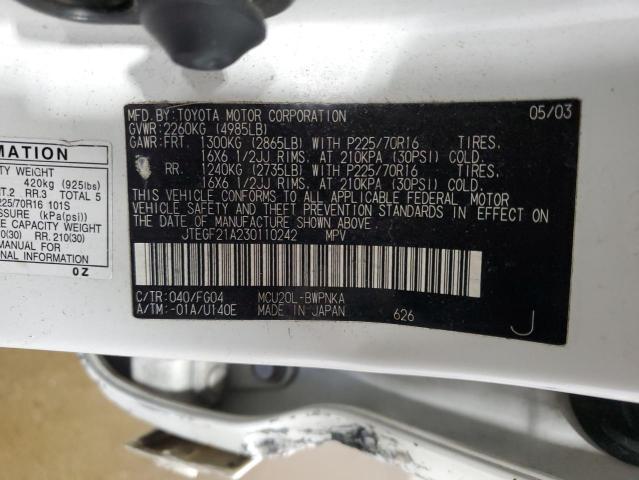 MFD. BY: TOYOTA MOTOR CORPORATION 05/03
GVWR: 2260KG (4985LB)
GAWR: FRT. 1300KG (2865LB) WITH P225/70R16 TIRES.
16X6 1/2JJ RIMS. AT 210KPA (30PSI) COLD.
RR. 1240KG (2735LB) WITH P225/70R16 TIRES.
16X6 1/2JJ RIMS. AT 210KPA (30PSI) COLD.
THIS VEHICLE CONFORMS TO ALL APPLICABLE FEDERAL MOTOR
VEHICLE SAFETY AND THEFT PREVENTION STANDARDS IN EFFECT ON
THE DATE OF MANUFACTURE SHOWN ABOVE.
JTEGF21A230110242 MPV
C/TR: 040/FG04 MCU20L-BWPNKA
A/TM: -01A/U140E MADE IN JAPAN 626 J
MATION
ITY WEIGHT
420kg (925lbs)
T.2 RR.3 TOTAL 5
225/70R16 101S
SSURE (kPa(psi))
E CAPACITY WEIGHT
(30) RR. 210(30)
MANUAL FOR
IONAL INFORMATION
0Z